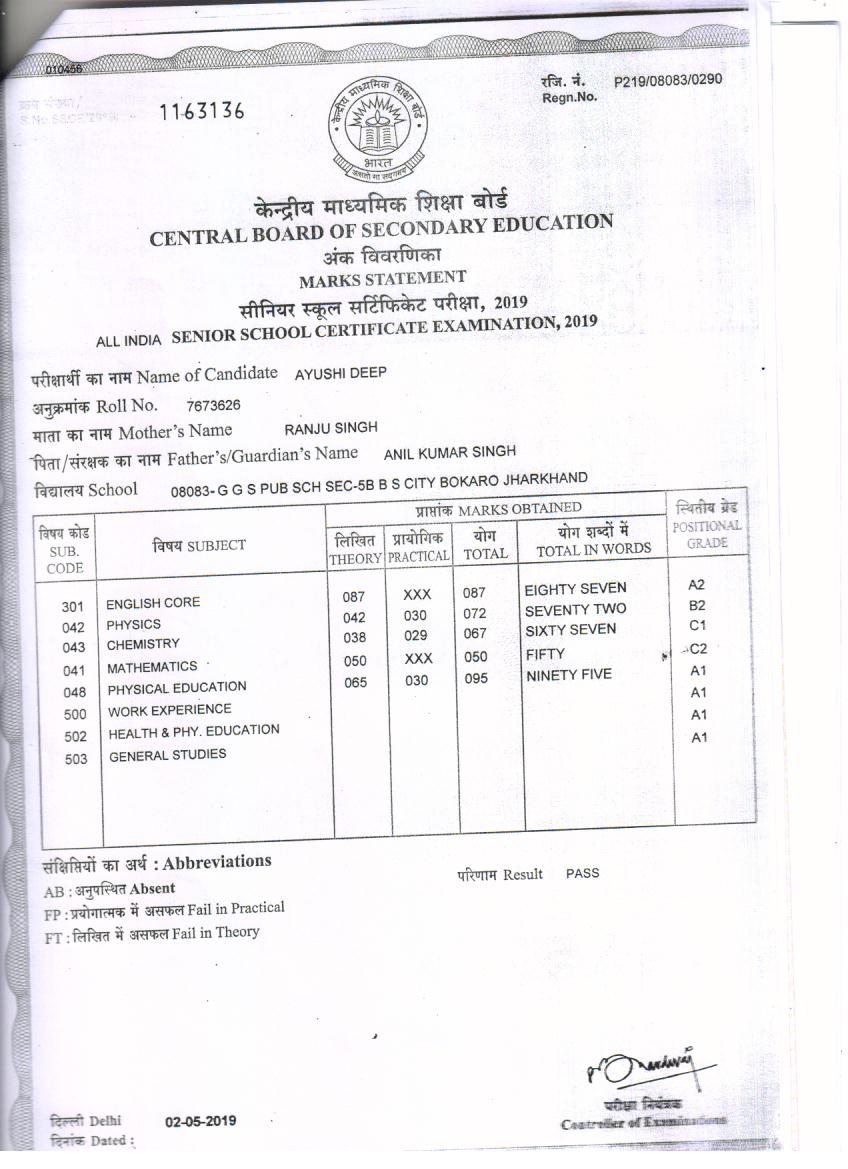 010456
क्रम संख्या/
S.No.SSCE/2019/
1163136
रजि. नं. P219/08083/0290
Regn.No.
केन्द्रीय माध्यमिक शिक्षा बोर्ड
भारत
असतो मा सद्गमय
केन्द्रीय माध्यमिक शिक्षा बोर्ड
CENTRAL BOARD OF SECONDARY EDUCATION
अंक विवरणिका
MARKS STATEMENT
सीनियर स्कूल सर्टिफिकेट परीक्षा, 2019
ALL INDIA SENIOR SCHOOL CERTIFICATE EXAMINATION, 2019
परीक्षार्थी का नाम Name of Candidate AYUSHI DEEP
अनुक्रमांक Roll No. 7673626
माता का नाम Mother's Name RANJU SINGH
पिता/संरक्षक का नाम Father's/Guardian's Name ANIL KUMAR SINGH
विद्यालय School 08083- G G S PUB SCH SEC-5B B S CITY BOKARO JHARKHAND
विषय कोड SUB. CODE विषय SUBJECT प्राप्तांक MARKS OBTAINED स्थितीय ग्रेड POSITIONAL GRADE
लिखित THEORY प्रायोगिक PRACTICAL योग TOTAL योग शब्दों में TOTAL IN WORDS
301 ENGLISH CORE 087 XXX 087 EIGHTY SEVEN A2
042 PHYSICS 042 030 072 SEVENTY TWO B2
043 CHEMISTRY 038 029 067 SIXTY SEVEN C1
041 MATHEMATICS 050 XXX 050 FIFTY C2
048 PHYSICAL EDUCATION 065 030 095 NINETY FIVE A1
500 WORK EXPERIENCE A1
502 HEALTH & PHY. EDUCATION A1
503 GENERAL STUDIES A1
संक्षिप्तियों का अर्थ : Abbreviations
AB : अनुपस्थित Absent
FP : प्रयोगात्मक में असफल Fail in Practical
FT : लिखित में असफल Fail in Theory
परिणाम Result PASS
परीक्षा नियंत्रक
Controller of Examinations
दिल्ली Delhi
02-05-2019
दिनांक Dated :